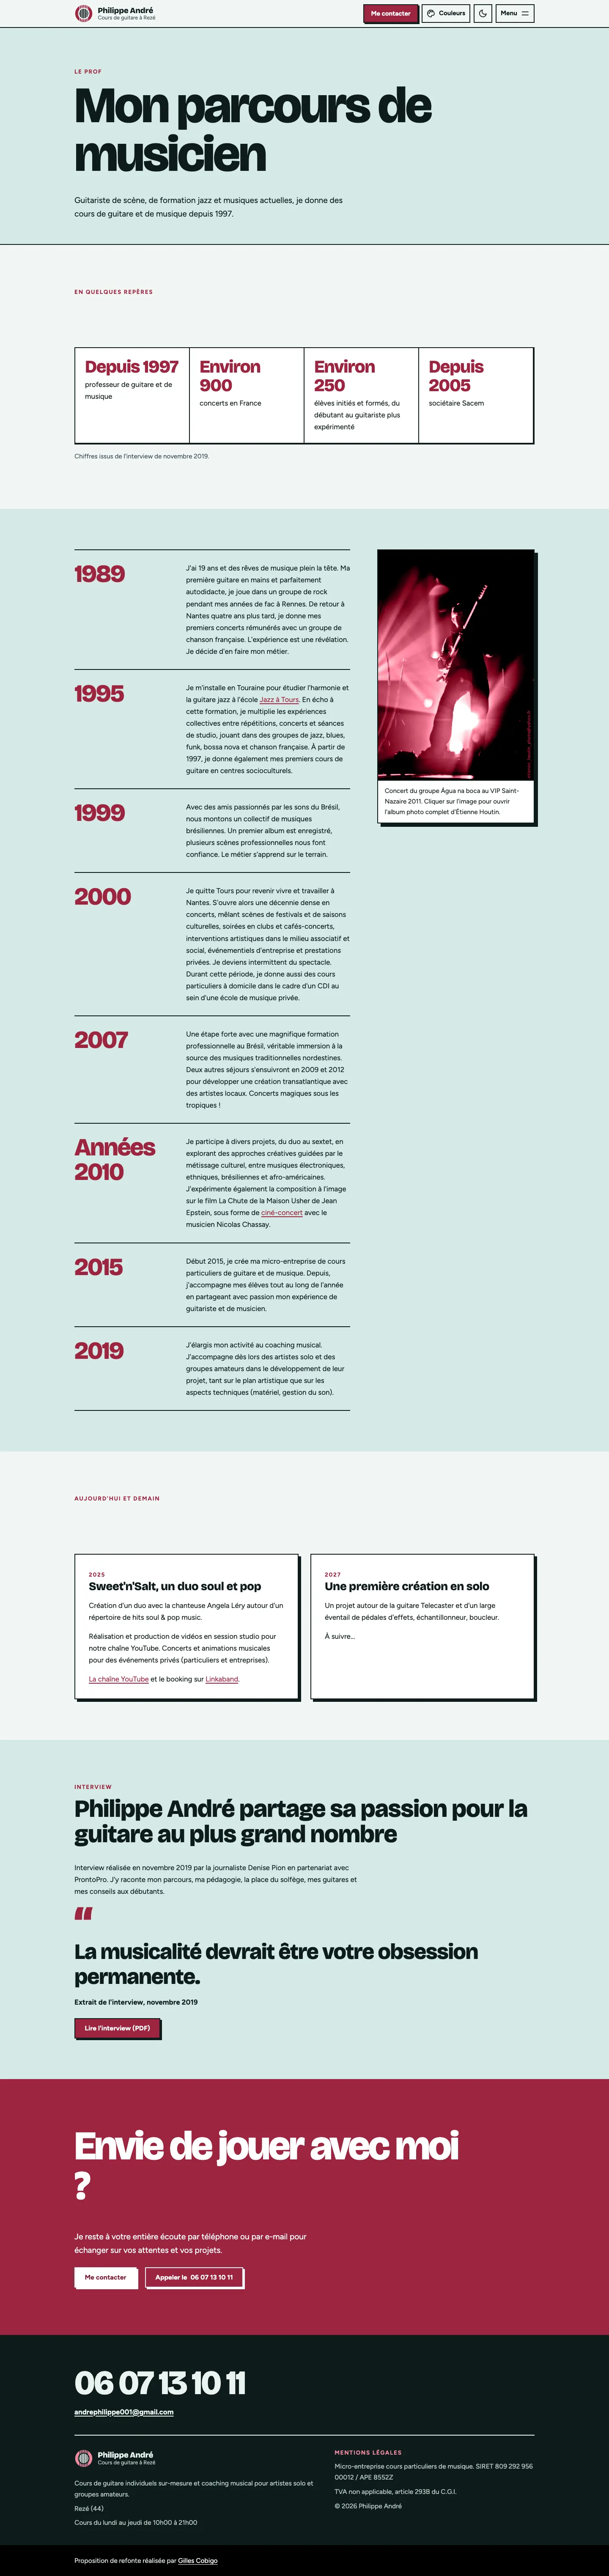 Philippe André
Cours de guitare à Rezé
Me contacter
Couleurs
Menu
LE PROF
Mon parcours de
musicien
Guitariste de scène, de formation jazz et musiques actuelles, je donne des
cours de guitare et de musique depuis 1997.
EN QUELQUES REPÈRES
Depuis 1997
professeur de guitare et de
musique
Environ
900
concerts en France
Environ
250
élèves initiés et formés, du
débutant au guitariste plus
expérimenté
Depuis
2005
sociétaire Sacem
Chiffres issus de l'interview de novembre 2019.
1989
J'ai 19 ans et des rêves de musique plein la tête. Ma
première guitare en mains et parfaitement
autodidacte, je joue dans un groupe de rock
pendant mes années de fac à Rennes. De retour à
Nantes quatre ans plus tard, je donne mes
premiers concerts rémunérés avec un groupe de
chanson française. L'expérience est une révélation.
Je décide d'en faire mon métier.
1995
Je m'installe en Touraine pour étudier l'harmonie et
la guitare jazz à l'école Jazz à Tours. En écho à
cette formation, je multiplie les expériences
collectives entre répétitions, concerts et séances
de studio, jouant dans des groupes de jazz, blues,
funk, bossa nova et chanson française. À partir de
1997, je donne également mes premiers cours de
guitare en centres socioculturels.
1999
Avec des amis passionnés par les sons du Brésil,
nous montons un collectif de musiques
brésiliennes. Un premier album est enregistré,
plusieurs scènes professionnelles nous font
confiance. Le métier s'apprend sur le terrain.
2000
Je quitte Tours pour revenir vivre et travailler à
Nantes. S'ouvre alors une décennie dense en
concerts, mêlant scènes de festivals et de saisons
culturelles, soirées en clubs et cafés-concerts,
interventions artistiques dans le milieu associatif et
social, événementiels d'entreprise et prestations
privées. Je deviens intermittent du spectacle.
Durant cette période, je donne aussi des cours
particuliers à domicile dans le cadre d'un CDI au
sein d'une école de musique privée.
2007
Une étape forte avec une magnifique formation
professionnelle au Brésil, véritable immersion à la
source des musiques traditionnelles nordestines.
Deux autres séjours s'ensuivront en 2009 et 2012
pour développer une création transatlantique avec
des artistes locaux. Concerts magiques sous les
tropiques !
Années
2010
Je participe à divers projets, du duo au sextet, en
explorant des approches créatives guidées par le
métissage culturel, entre musiques électroniques,
ethniques, brésiliennes et afro-américaines.
J'expérimente également la composition à l'image
sur le film La Chute de la Maison Usher de Jean
Epstein, sous forme de ciné-concert avec le
musicien Nicolas Chassay.
2015
Début 2015, je crée ma micro-entreprise de cours
particuliers de guitare et de musique. Depuis,
j'accompagne mes élèves tout au long de l'année
en partageant avec passion mon expérience de
guitariste et de musicien.
2019
J'élargis mon activité au coaching musical.
J'accompagne dès lors des artistes solo et des
groupes amateurs dans le développement de leur
projet, tant sur le plan artistique que sur les
aspects techniques (matériel, gestion du son).
Concert du groupe Água na boca au VIP Saint-
Nazaire 2011. Cliquer sur l'image pour ouvrir
l'album photo complet d'Étienne Houtin.
AUJOURD'HUI ET DEMAIN
2025
Sweet'n'Salt, un duo soul et pop
Création d'un duo avec la chanteuse Angela Léry autour d'un
répertoire de hits soul & pop music.
Réalisation et production de vidéos en session studio pour
notre chaîne YouTube. Concerts et animations musicales
pour des événements privés (particuliers et entreprises).
La chaîne YouTube et le booking sur Linkaband.
2027
Une première création en solo
Un projet autour de la guitare Telecaster et d'un large
éventail de pédales d'effets, échantillonneur, boucleur.
À suivre…
INTERVIEW
Philippe André partage sa passion pour la
guitare au plus grand nombre
Interview réalisée en novembre 2019 par la journaliste Denise Pion en partenariat avec
ProntoPro. J'y raconte mon parcours, ma pédagogie, la place du solfège, mes guitares et
mes conseils aux débutants.
“
La musicalité devrait être votre obsession
permanente.
Extrait de l'interview, novembre 2019
Lire l'interview (PDF)
Envie de jouer avec moi
?
Je reste à votre entière écoute par téléphone ou par e-mail pour
échanger sur vos attentes et vos projets.
Me contacter
Appeler le 06 07 13 10 11
06 07 13 10 11
andrephilippe001@gmail.com
Philippe André
Cours de guitare à Rezé
Cours de guitare individuels sur-mesure et coaching musical pour artistes solo et
groupes amateurs.
Rezé (44)
Cours du lundi au jeudi de 10h00 à 21h00
MENTIONS LÉGALES
Micro-entreprise cours particuliers de musique. SIRET 809 292 956
00012 / APE 8552Z
TVA non applicable, article 293B du C.G.I.
© 2026 Philippe André
Proposition de refonte réalisée par Gilles Cobigo